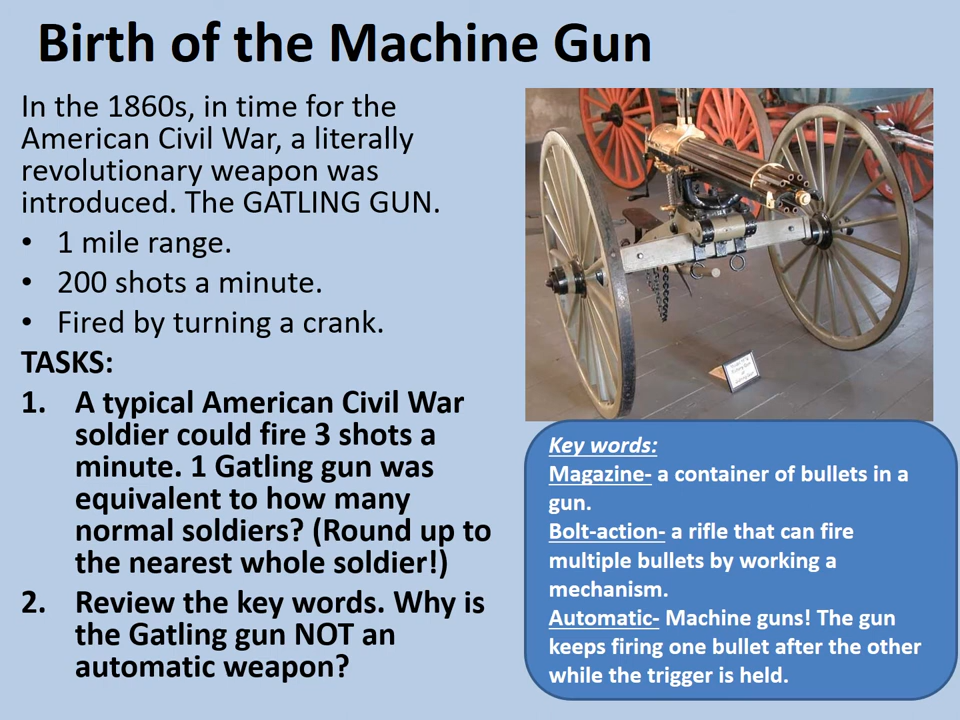 Birth of the Machine Gun
In the 1860s, in time for the
American Civil War, a literally
revolutionary weapon was
introduced. The GATLING GUN.
• 1 mile range.
• 200 shots a minute.
• Fired by turning a crank.
TASKS:
1. A typical American Civil War
soldier could fire 3 shots a
minute. 1 Gatling gun was
equivalent to how many
normal soldiers? (Round up to
the nearest whole soldier!)
2. Review the key words. Why is
the Gatling gun NOT an
automatic weapon?
Key words:
Magazine- a container of bullets in a
gun.
Bolt-action- a rifle that can fire
multiple bullets by working a
mechanism.
Automatic- Machine guns! The gun
keeps firing one bullet after the other
while the trigger is held.